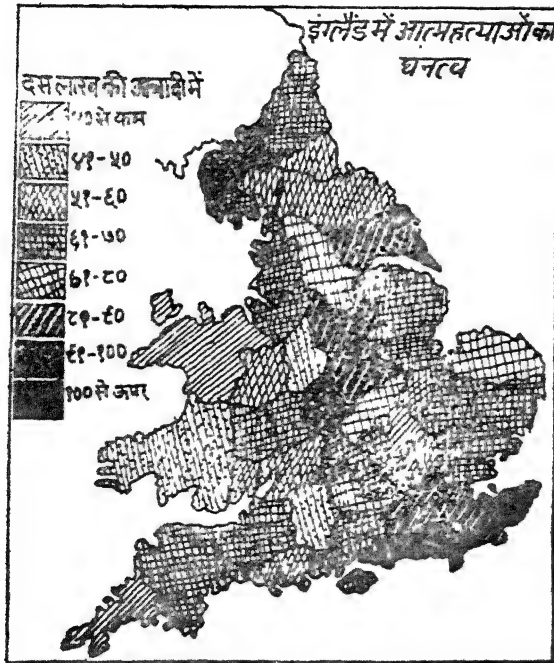 इंग्लैंड में आत्महत्याओं का
घनत्व
दस लाख की आबादी में
से कम
४१-५०
५१-६०
६१-७०
७१-८०
८१-९०
९१-१००
१०० से ऊपर